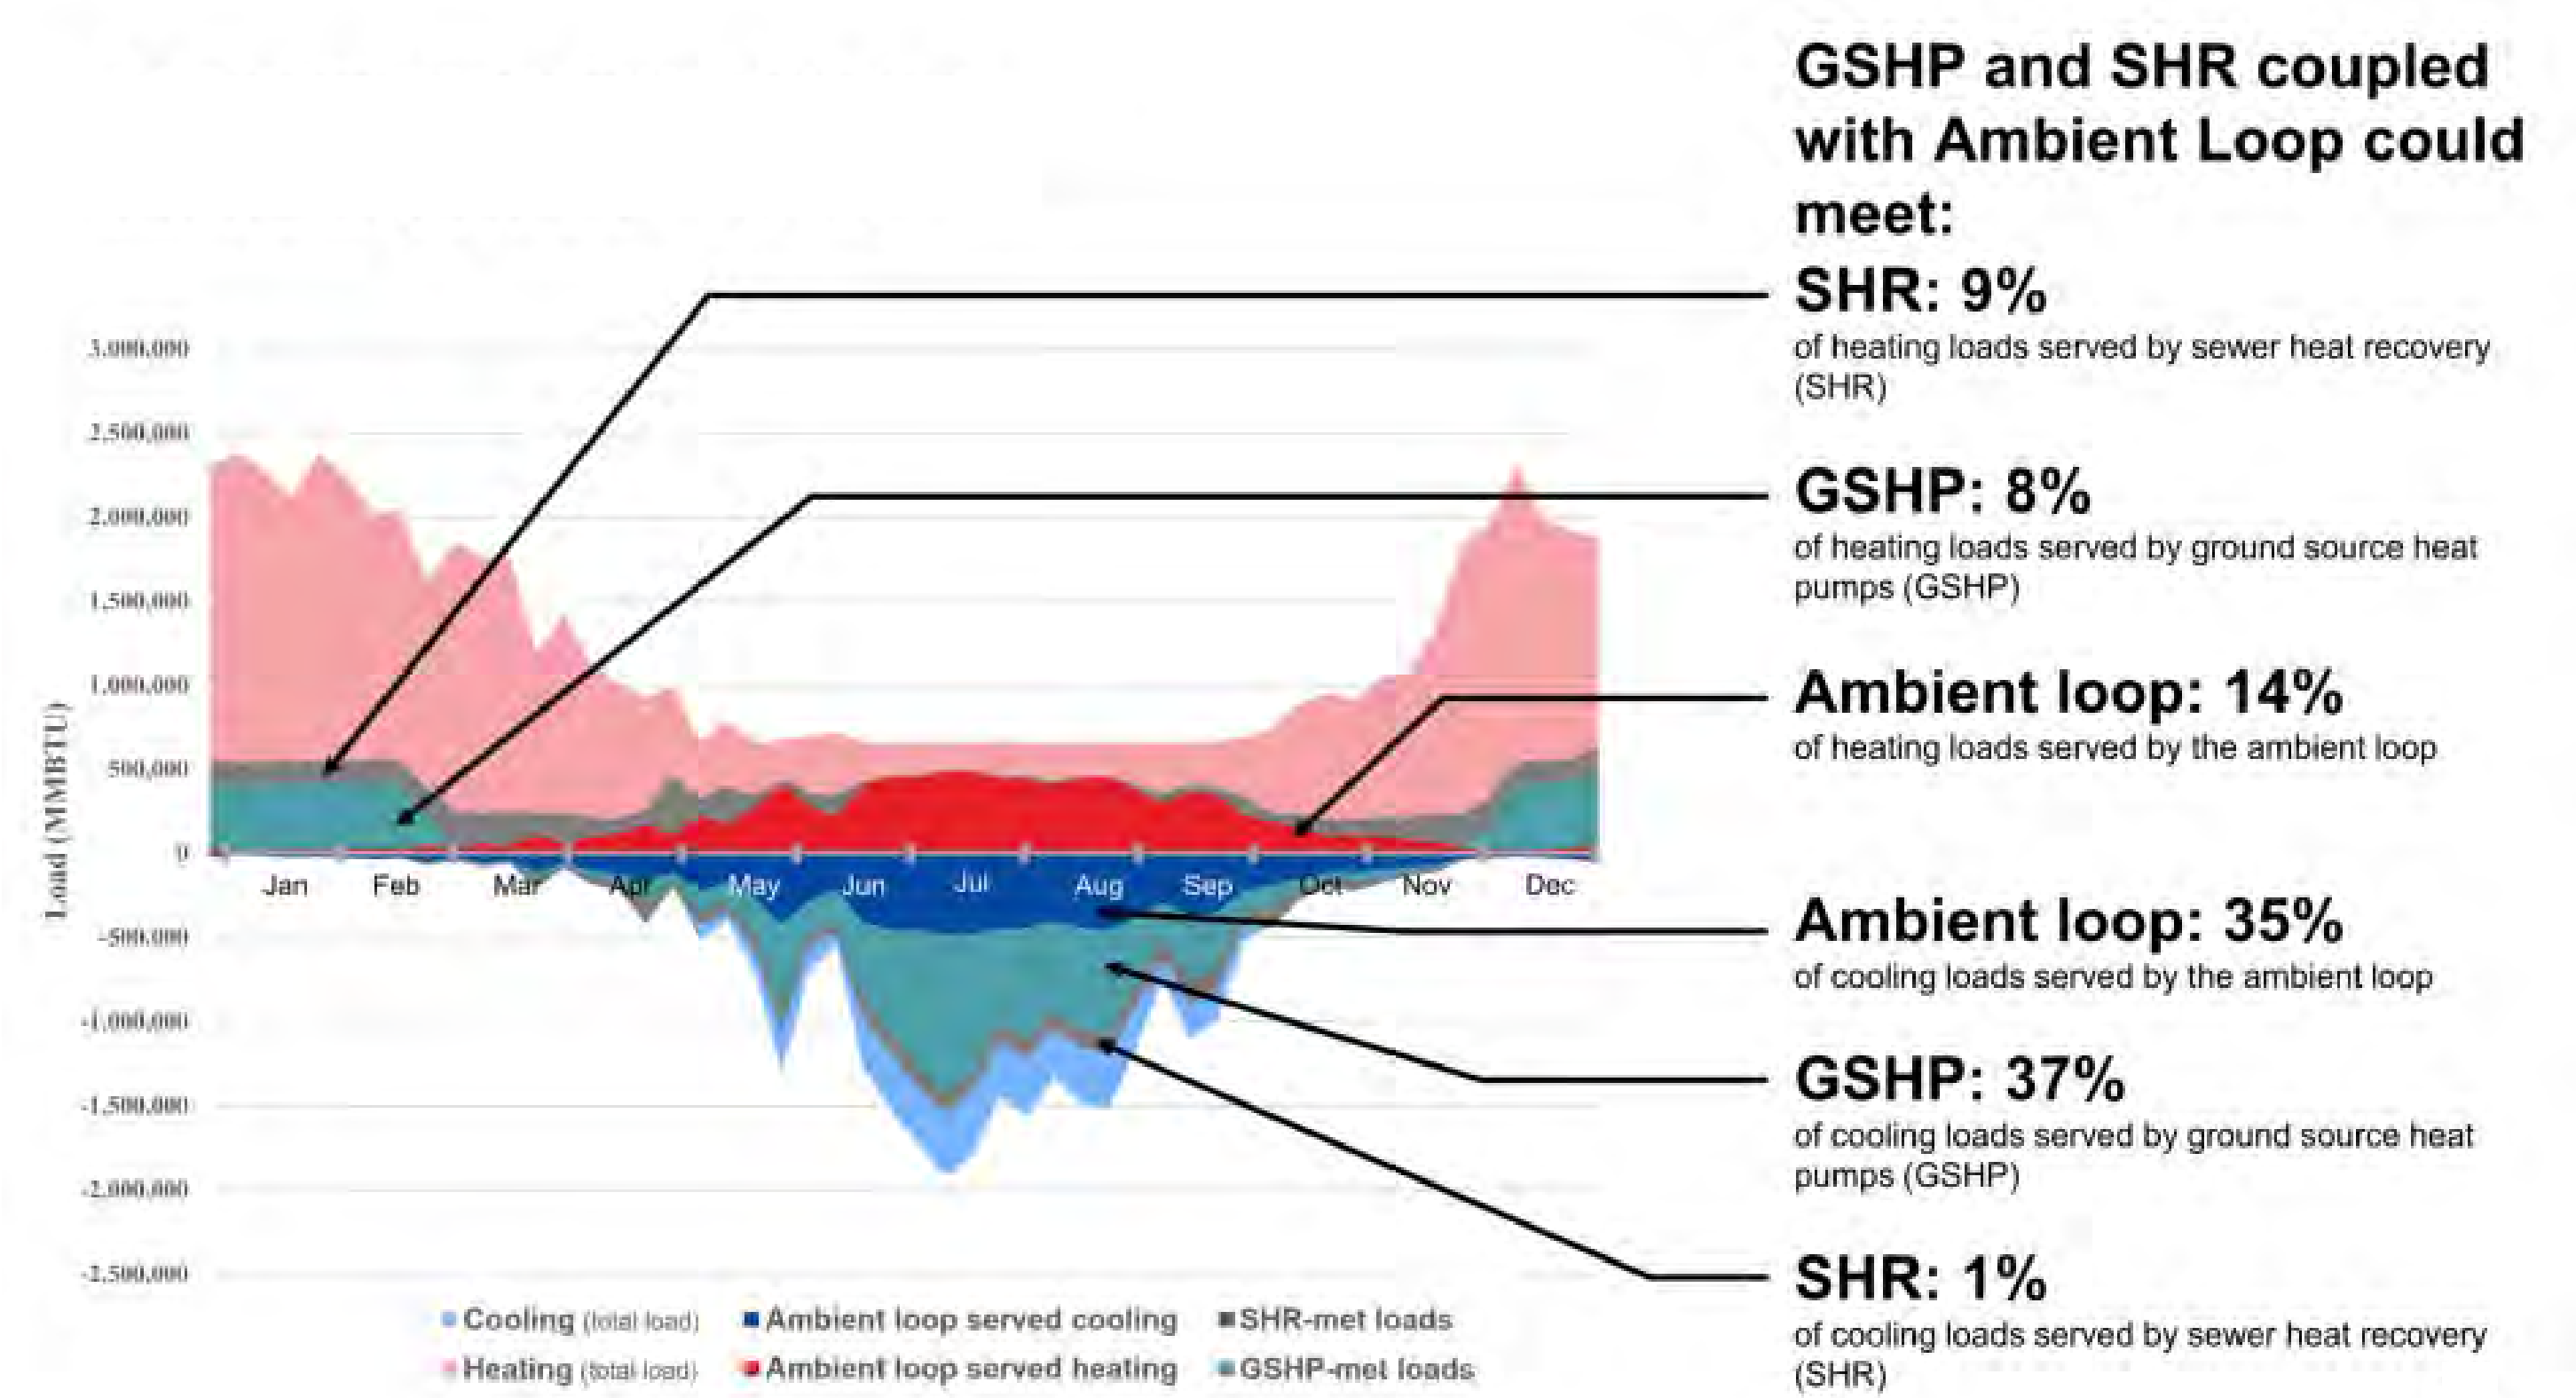 GSHP and SHR coupled
with Ambient Loop could
meet:
SHR: 9%
of heating loads served by sewer heat recovery
(SHR)
GSHP: 8%
of heating loads served by ground source heat
pumps (GSHP)
Ambient loop: 14%
of heating loads served by the ambient loop
Ambient loop: 35%
of cooling loads served by the ambient loop
GSHP: 37%
of cooling loads served by ground source heat
pumps (GSHP)
SHR: 1%
of cooling loads served by sewer heat recovery
(SHR)
Load (MMBTU)
3,000,000
2,500,000
2,000,000
1,500,000
1,000,000
500,000
0
-500,000
-1,000,000
-1,500,000
-2,000,000
-2,500,000
Jan Feb Mar Apr May Jun Jul Aug Sep Oct Nov Dec
Cooling (total load) Ambient loop served cooling SHR-met loads
Heating (total load) Ambient loop served heating GSHP-met loads